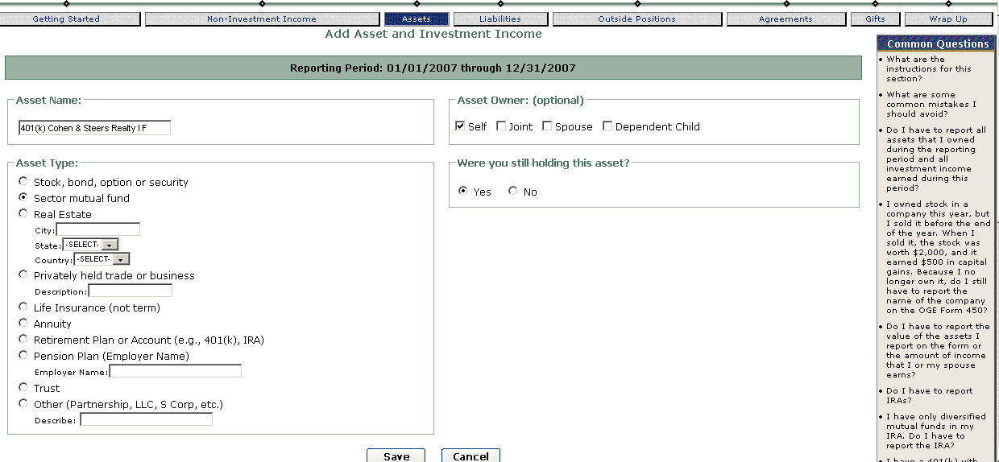 Getting Started
Non-Investment Income
Assets
Liabilities
Outside Positions
Agreements
Gifts
Wrap Up
Add Asset and Investment Income
Reporting Period: 01/01/2007 through 12/31/2007
Asset Name:
401(k) Cohen & Steers Realty I F
Asset Owner: (optional)
Self Joint Spouse Dependent Child
Asset Type:
Stock, bond, option or security
Sector mutual fund
Real Estate
City:
State: -SELECT-
Country: -SELECT-
Privately held trade or business
Description:
Life Insurance (not term)
Annuity
Retirement Plan or Account (e.g., 401(k), IRA)
Pension Plan (Employer Name)
Employer Name:
Trust
Other (Partnership, LLC, S Corp, etc.)
Describe:
Were you still holding this asset?
Yes No
Save Cancel
Common Questions
• What are the
instructions for this
section?
• What are some
common mistakes I
should avoid?
• Do I have to report all
assets that I owned
during the reporting
period and all
investment income
earned during this
period?
• I owned stock in a
company this year, but
I sold it before the end
of the year. When I
sold it, the stock was
worth $2,000, and it
earned $500 in capital
gains. Because I no
longer own it, do I still
have to report the
name of the company
on the OGE Form 450?
• Do I have to report the
value of the assets I
report on the form or
the amount of income
that I or my spouse
earns?
• Do I have to report
IRAs?
• I have only diversified
mutual funds in my
IRA. Do I have to
report the IRA?
• I have a 401(k) with